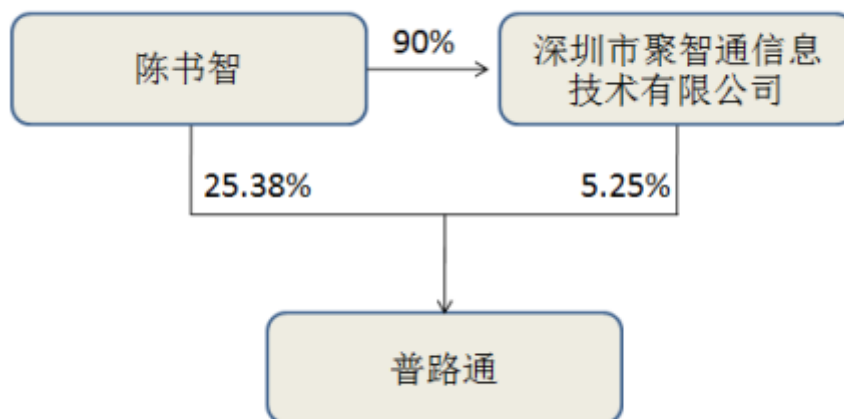 陈书智
90%
深圳市聚智通信息
技术有限公司
25.38%
5.25%
普路通